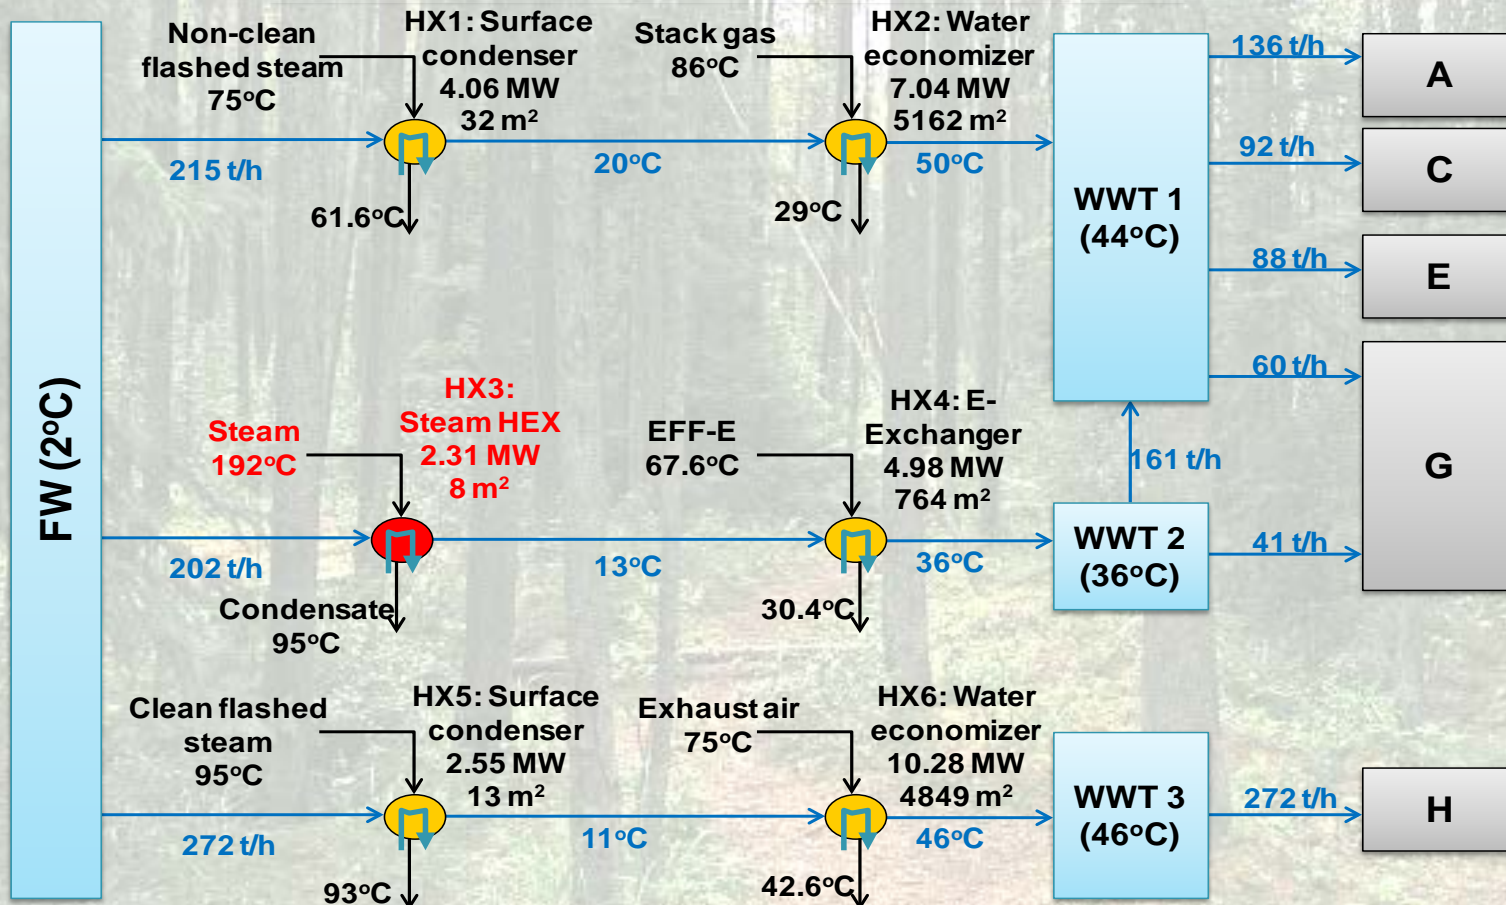 FW (2°C)
Non-clean
flashed steam
75°C
HX1: Surface
condenser
4.06 MW
32 m²
Stack gas
86°C
HX2: Water
economizer
7.04 MW
5162 m²
215 t/h
20°C
50°C
61.6°C
29°C
WWT 1
(44°C)
136 t/h
A
92 t/h
C
88 t/h
E
60 t/h
G
Steam
192°C
HX3:
Steam HEX
2.31 MW
8 m²
EFF-E
67.6°C
HX4: E-
Exchanger
4.98 MW
764 m²
161 t/h
202 t/h
13°C
36°C
Condensate
95°C
30.4°C
WWT 2
(36°C)
41 t/h
Clean flashed
steam
95°C
HX5: Surface
condenser
2.55 MW
13 m²
Exhaust air
75°C
HX6: Water
economizer
10.28 MW
4849 m²
272 t/h
11°C
46°C
93°C
42.6°C
WWT 3
(46°C)
272 t/h
H